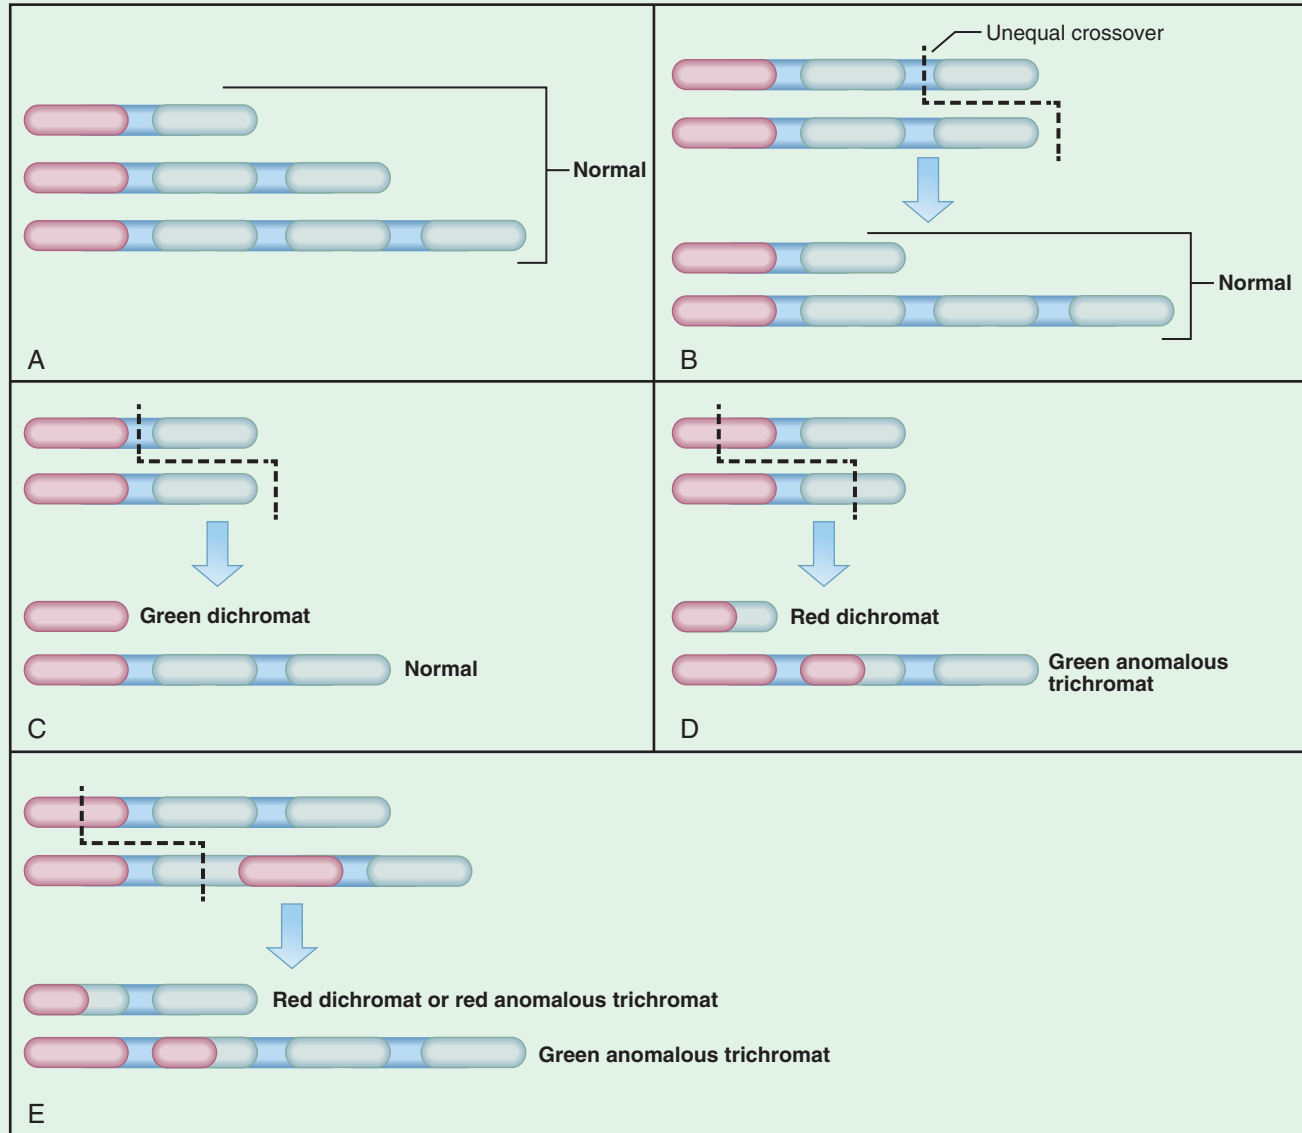 Normal
A
Unequal crossover
Normal
B
Green dichromat
Normal
C
Red dichromat
Green anomalous
trichromat
D
Red dichromat or red anomalous trichromat
Green anomalous trichromat
E